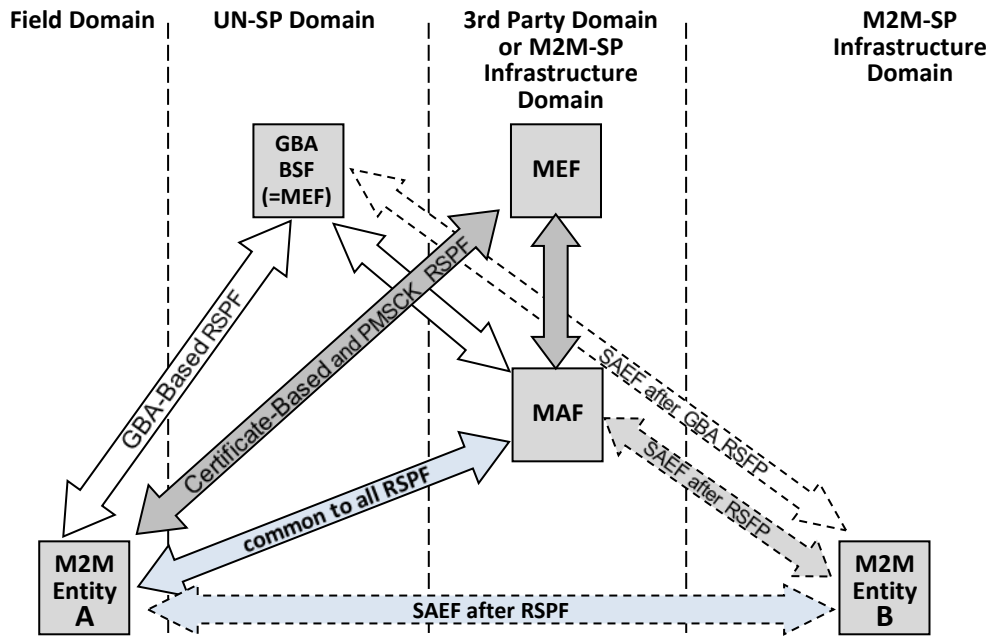 Field Domain
UN-SP Domain
3rd Party Domain
or M2M-SP
Infrastructure
Domain
M2M-SP
Infrastructure
Domain
GBA
BSF
(=MEF)
MEF
GBA-Based RSPF
Certificate-Based and PMSCK RSPF
SAEF after GBA RSFP
MAF
SAEF after RSFP
common to all RSPF
M2M
Entity
A
SAEF after RSPF
M2M
Entity
B